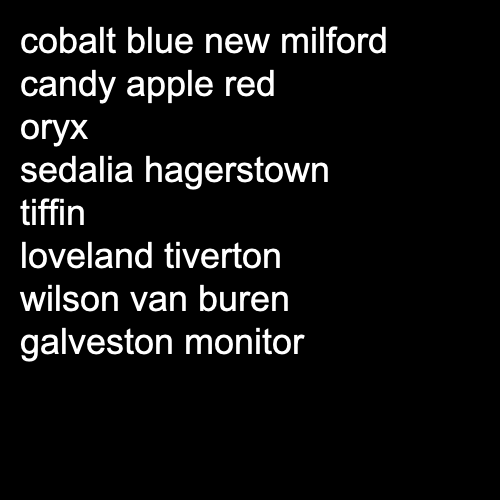 cobalt blue new milford
candy apple red
oryx
sedalia hagerstown
tiffin
loveland tiverton
wilson van buren
galveston monitor